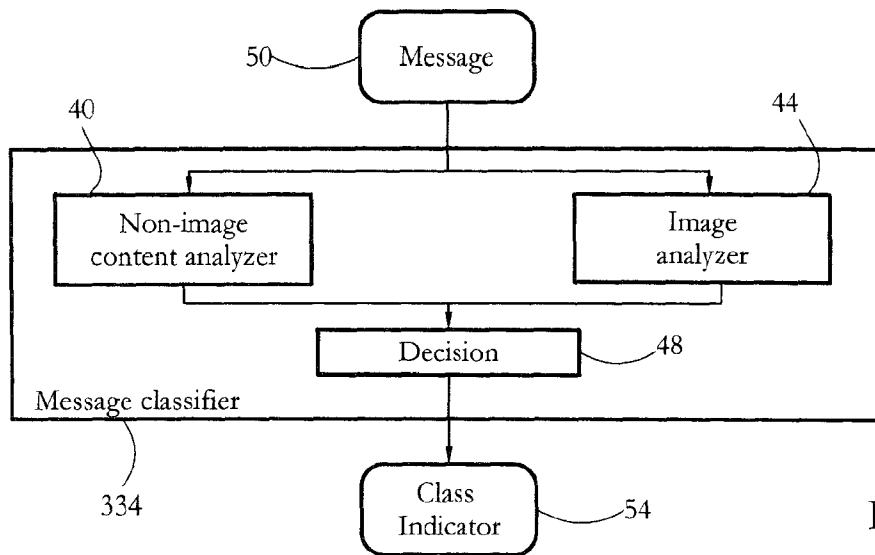 50
Message
40
44
Non-image
content analyzer
Image
analyzer
Decision
48
Message classifier
334
Class
Indicator
54